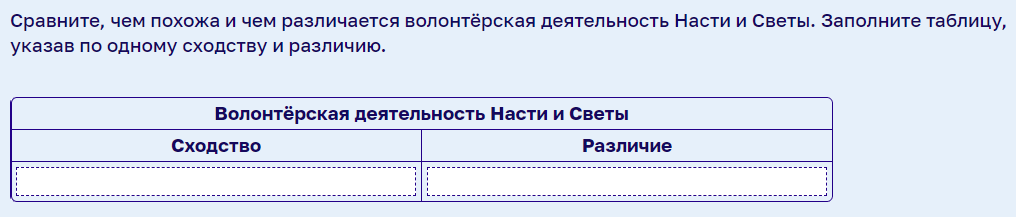 Сравните, чем похожа и чем различается волонтёрская деятельность Насти и Светы. Заполните таблицу,
указав по одному сходству и различию.
Волонтёрская деятельность Насти и Светы
Сходство
Различие